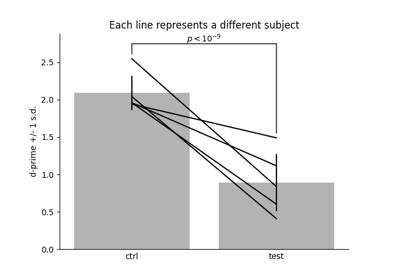 Each line represents a different subject
p < 10⁻⁹
d-prime +/- 1 s.d.
2.5
2.0
1.5
1.0
0.5
0.0
ctrl test